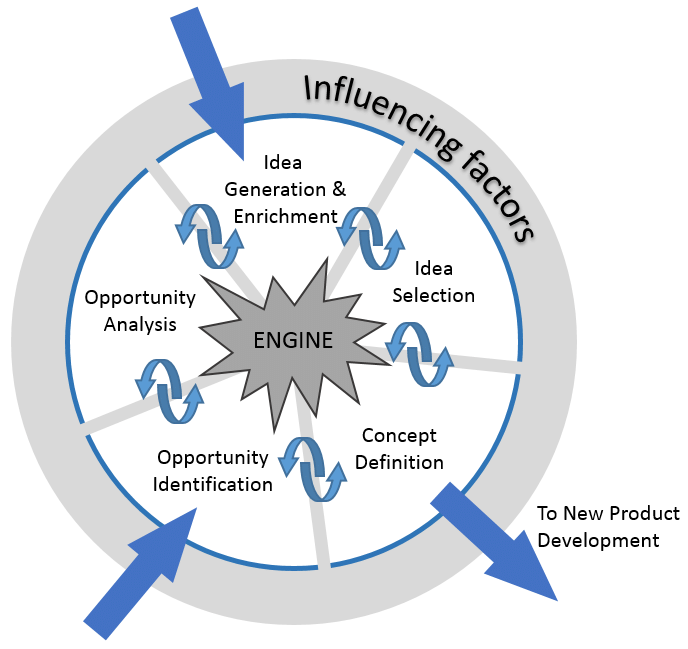 Influencing factors
Idea
Generation &
Enrichment
Idea
Selection
Opportunity
Analysis
ENGINE
Concept
Definition
Opportunity
Identification
To New Product
Development